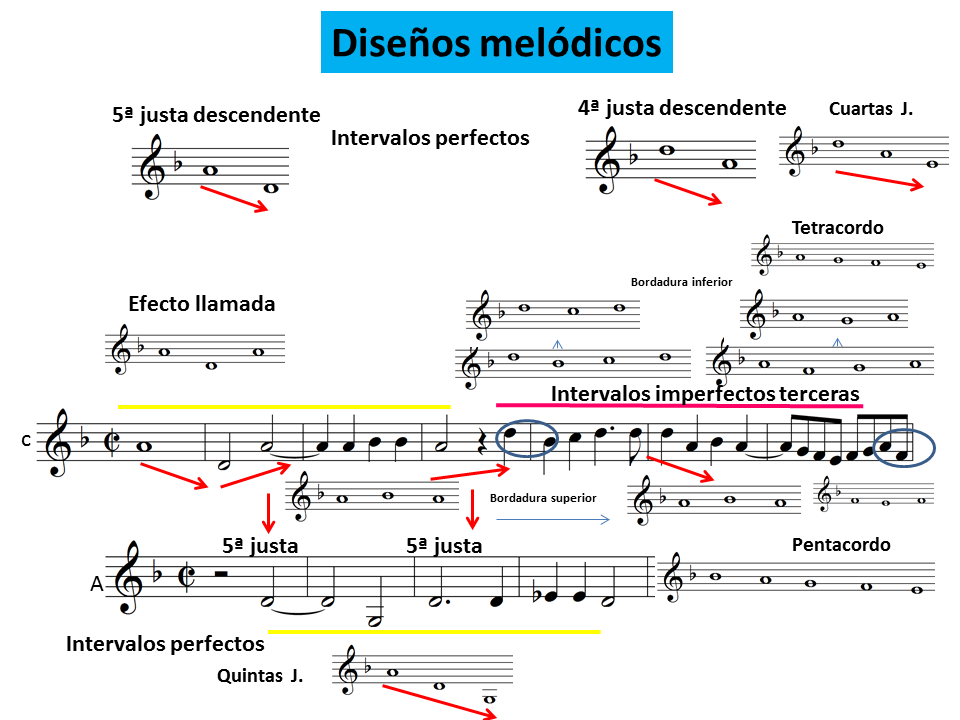 Diseños melódicos
5ª justa descendente
Intervalos perfectos
4ª justa descendente
Cuartas J.
Tetracordo
Bordadura inferior
Efecto llamada
Intervalos imperfectos terceras
C
Bordadura superior
5ª justa
5ª justa
Pentacordo
A
Intervalos perfectos
Quintas J.